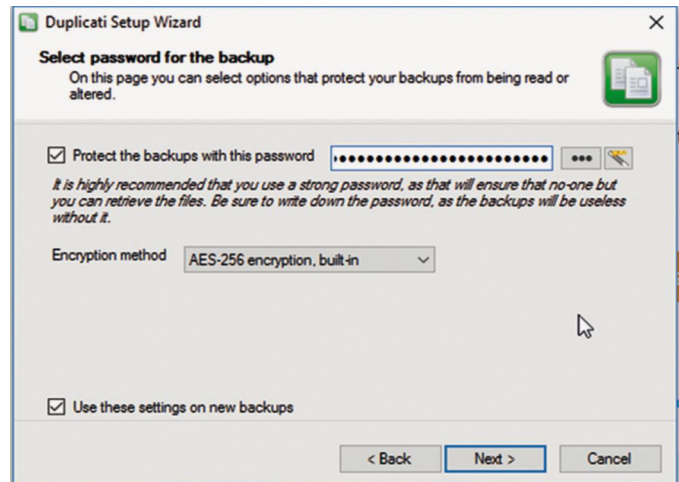 Duplicati Setup Wizard
Select password for the backup
On this page you can select options that protect your backups from being read or
altered.
Protect the backups with this password
It is highly recommended that you use a strong password, as that will ensure that no-one but
you can retrieve the files. Be sure to write down the password, as the backups will be useless
without it.
Encryption method AES-256 encryption, built-in
Use these settings on new backups
< Back Next > Cancel